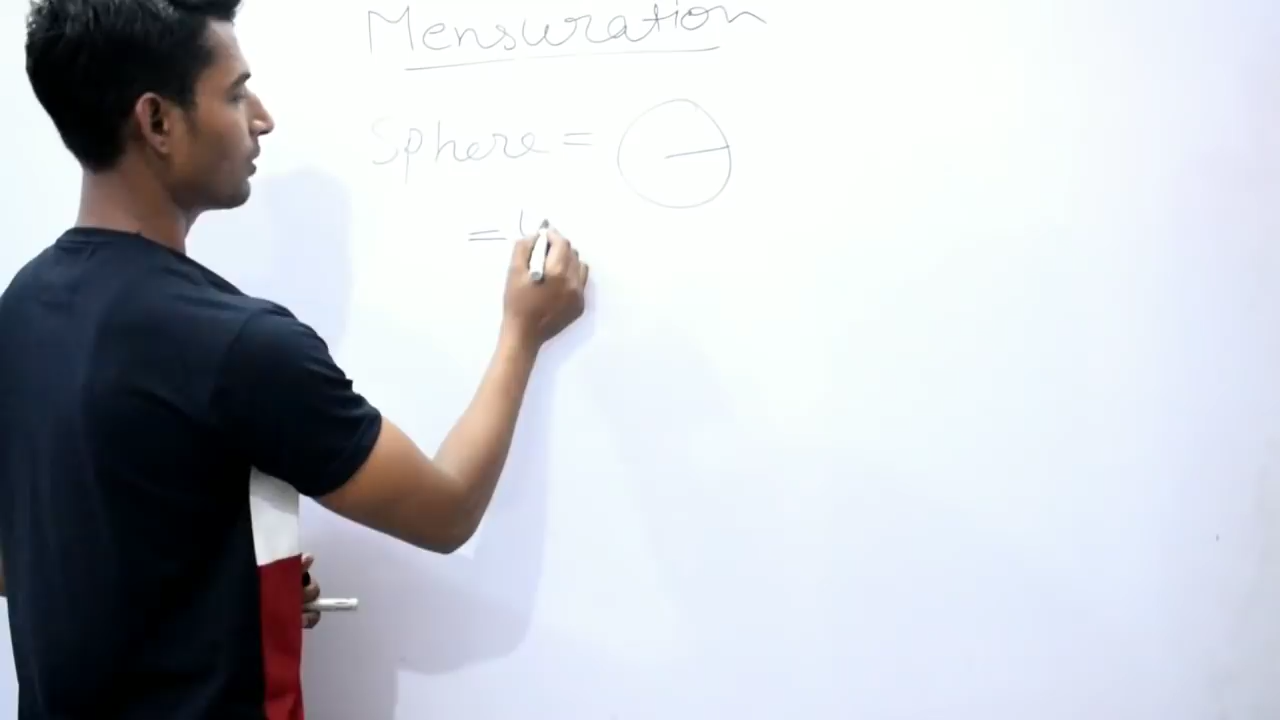 Mensuration
Sphere =
=